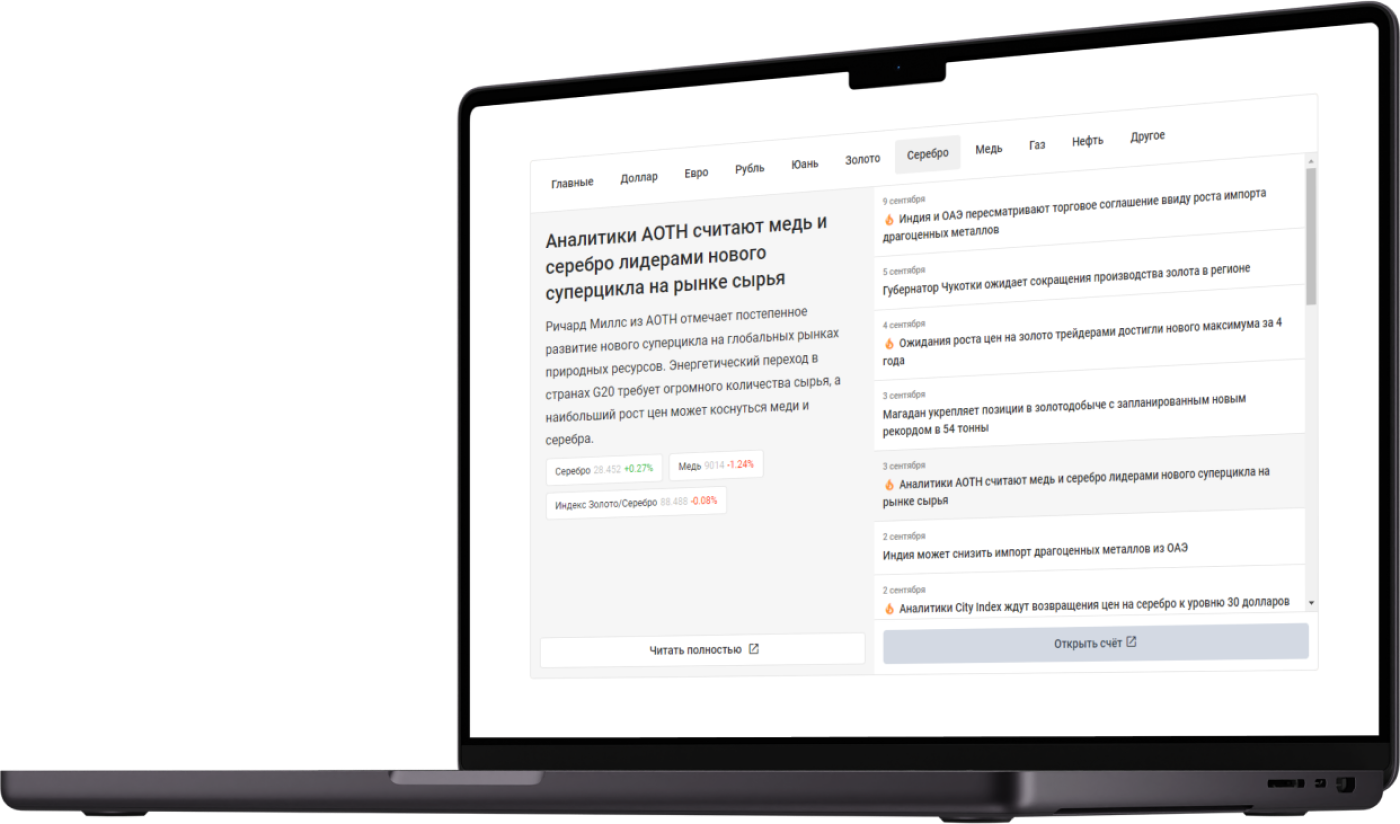 Главные Доллар Евро Рубль Юань Золото Серебро Медь Газ Нефть Другое
Аналитики АОТН считают медь и
серебро лидерами нового
суперцикла на рынке сырья
Ричард Миллс из АОТН отмечает постепенное
развитие нового суперцикла на глобальных рынках
природных ресурсов. Энергетический переход в
странах G20 требует огромного количества сырья, а
наибольший рост цен может коснуться меди и
серебра.
Серебро 28.452 +0.27% Медь 9014 -1.24%
Индекс Золото/Серебро 88.488 -0.08%
Читать полностью
9 сентября
Индия и ОАЭ пересматривают торговое соглашение ввиду роста импорта
драгоценных металлов
5 сентября
Губернатор Чукотки ожидает сокращения производства золота в регионе
4 сентября
Ожидания роста цен на золото трейдерами достигли нового максимума за 4
года
3 сентября
Магадан укрепляет позиции в золотодобыче с запланированным новым
рекордом в 54 тонны
3 сентября
Аналитики АОТН считают медь и серебро лидерами нового суперцикла на
рынке сырья
2 сентября
Индия может снизить импорт драгоценных металлов из ОАЭ
2 сентября
Аналитики City Index ждут возвращения цен на серебро к уровню 30 долларов
Открыть счёт